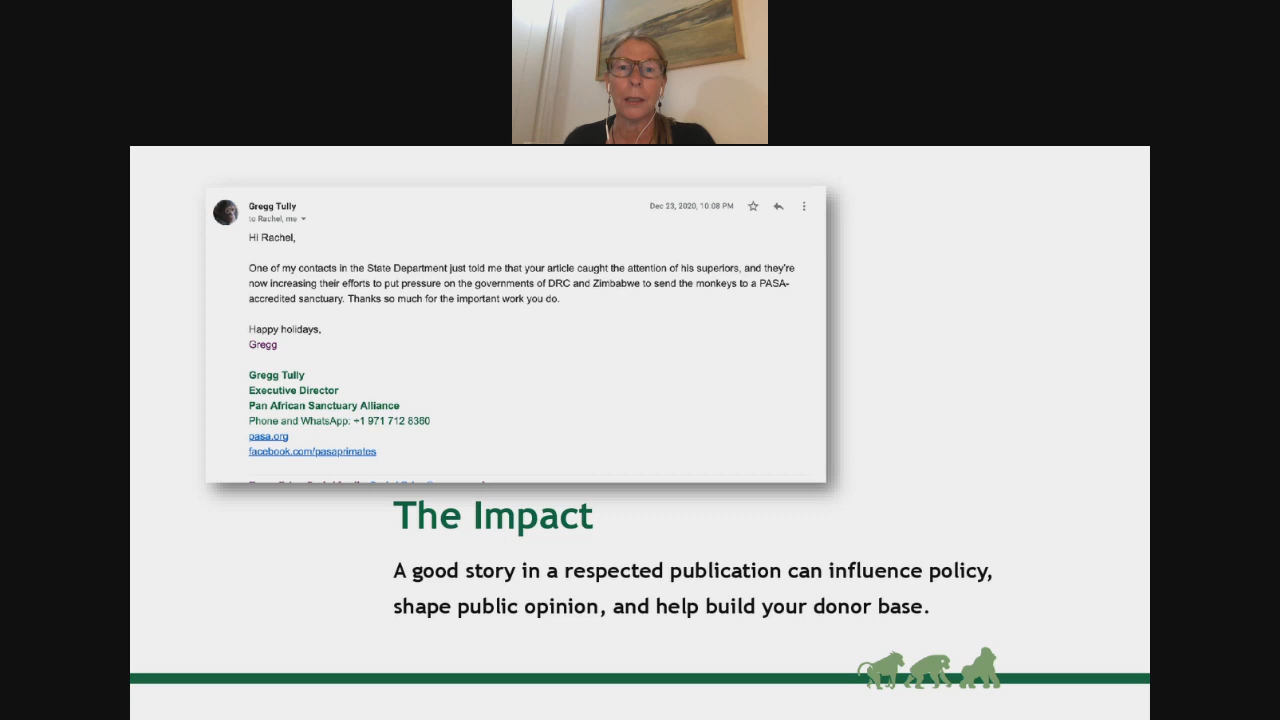 Gregg Tully
Dec 23, 2020, 10:08 PM
to Rachel, me
Hi Rachel,
One of my contacts in the State Department just told me that your article caught the attention of his superiors, and they're
now increasing their efforts to put pressure on the governments of DRC and Zimbabwe to send the monkeys to a PASA-
accredited sanctuary. Thanks so much for the important work you do.
Happy holidays,
Gregg
Gregg Tully
Executive Director
Pan African Sanctuary Alliance
Phone and WhatsApp: +1 971 712 8360
pasa.org
facebook.com/pasaprimates
The Impact
A good story in a respected publication can influence policy,
shape public opinion, and help build your donor base.